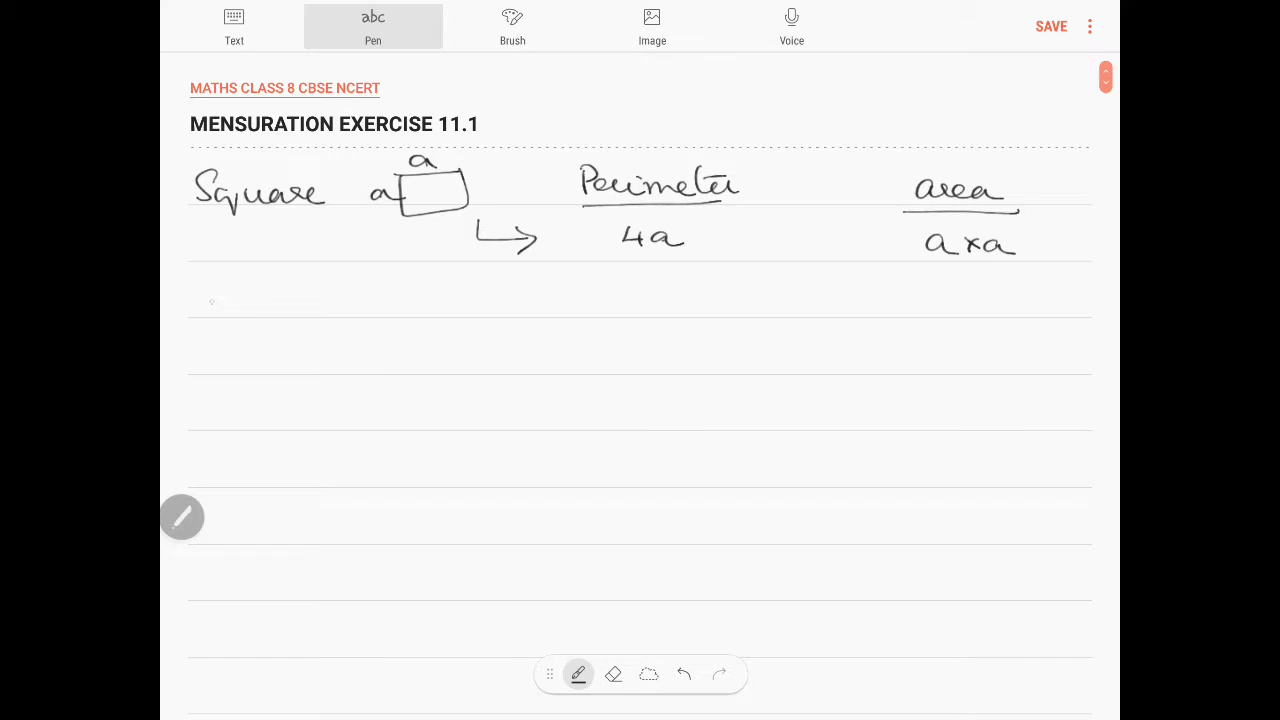 Text abc Pen Brush Image Voice SAVE
MATHS CLASS 8 CBSE NCERT
MENSURATION EXERCISE 11.1
a
Square a Perimeter area
4a a×a